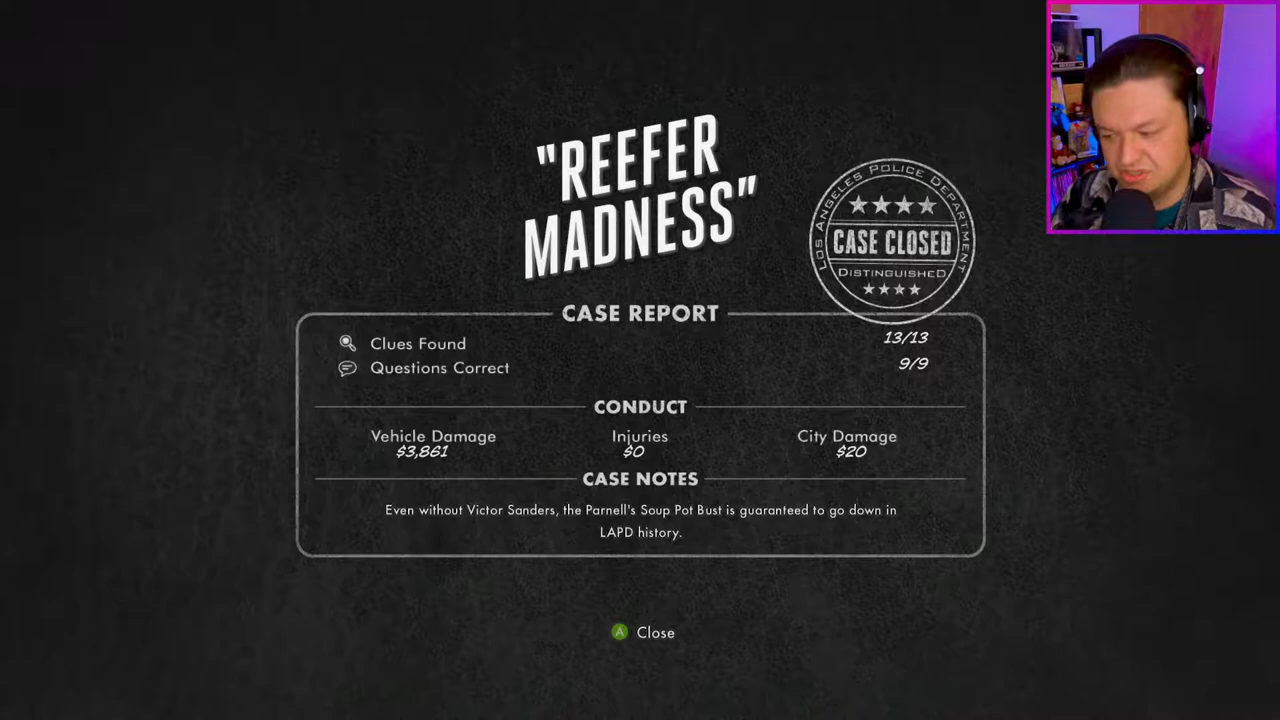 "REEFER
MADNESS"
LOS ANGELES POLICE DEPARTMENT
CASE CLOSED
DISTINGUISHED
CASE REPORT
Clues Found 13/13
Questions Correct 9/9
CONDUCT
Vehicle Damage Injuries City Damage
$3,861 $0 $20
CASE NOTES
Even without Victor Sanders, the Parnell's Soup Pot Bust is guaranteed to go down in
LAPD history.
A Close